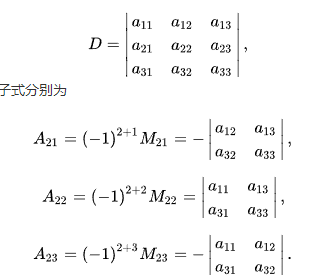 D = | a₁₁ a₁₂ a₁₃ |
| a₂₁ a₂₂ a₂₃ | ,
| a₃₁ a₃₂ a₃₃ |
子式分别为
A₂₁ = (−1)²⁺¹ M₂₁ = − | a₁₂ a₁₃ | ,
| a₃₂ a₃₃ |
A₂₂ = (−1)²⁺² M₂₂ = | a₁₁ a₁₃ | ,
| a₃₁ a₃₃ |
A₂₃ = (−1)²⁺³ M₂₃ = − | a₁₁ a₁₂ | .
| a₃₁ a₃₂ |